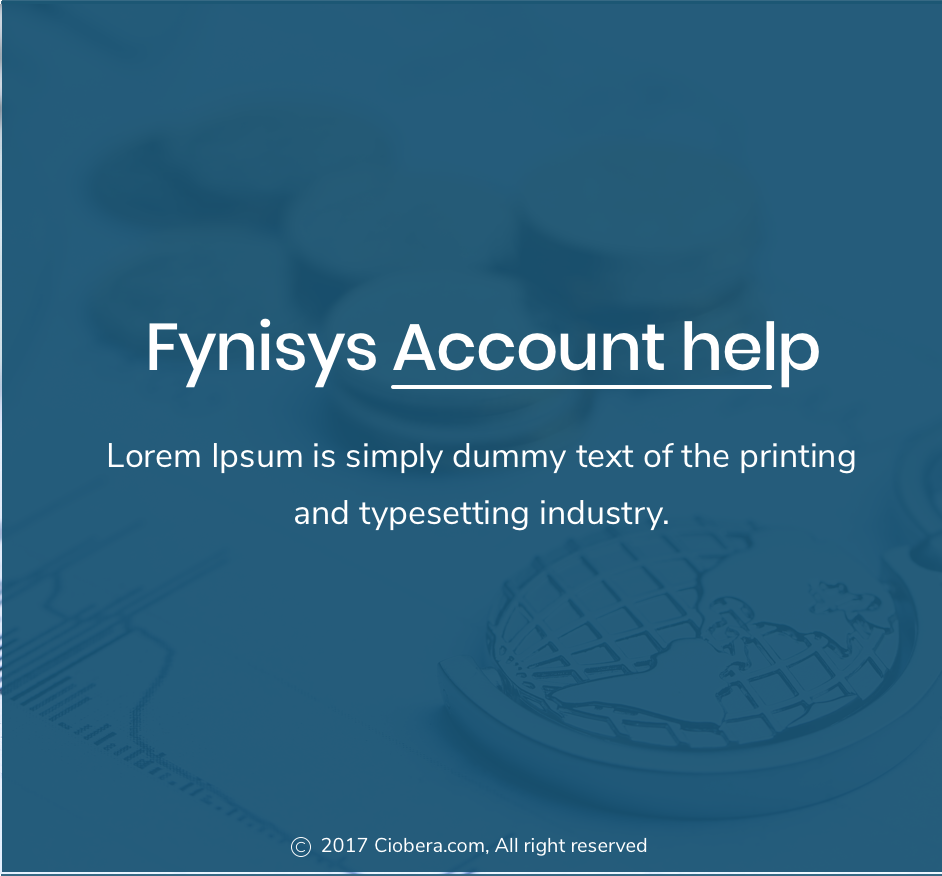 Fynisys Account help
Lorem Ipsum is simply dummy text of the printing
and typesetting industry.
© 2017 Ciobera.com, All right reserved